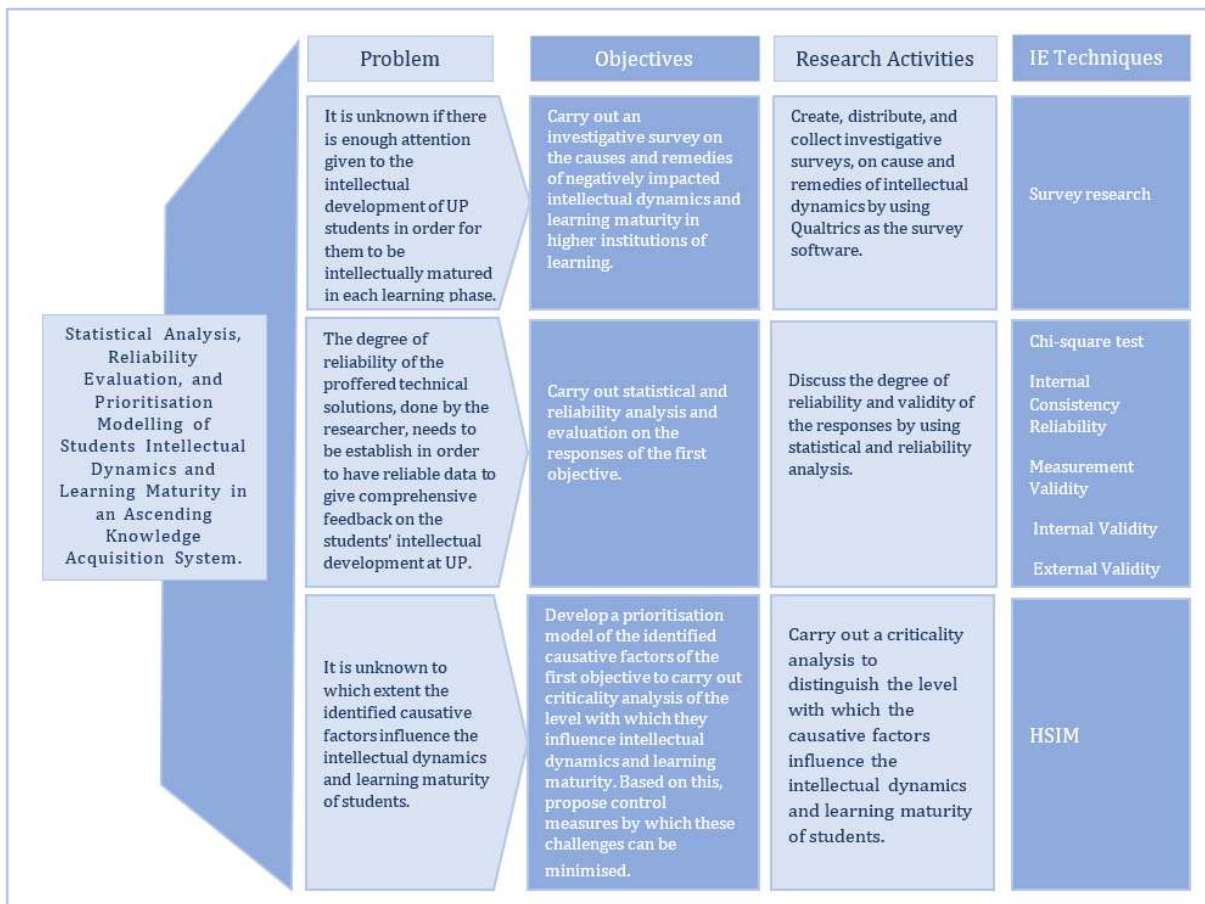 Problem
Objectives
Research Activities
IE Techniques
Statistical Analysis,
Reliability
Evaluation, and
Prioritisation
Modelling of
Students Intellectual
Dynamics and
Learning Maturity in
an Ascending
Knowledge
Acquisition System.
It is unknown if there
is enough attention
given to the
intellectual
development of UP
students in order for
them to be
intellectually matured
in each learning phase.
Carry out an
investigative survey on
the causes and remedies
of negatively impacted
intellectual dynamics and
learning maturity in
higher institutions of
learning.
Create, distribute, and
collect investigative
surveys, on cause and
remedies of intellectual
dynamics by using
Qualtrics as the survey
software.
Survey research
The degree of
reliability of the
proffered technical
solutions, done by the
researcher, needs to
be establish in order
to have reliable data to
give comprehensive
feedback on the
students' intellectual
development at UP.
Carry out statistical and
reliability analysis and
evaluation on the
responses of the first
objective.
Discuss the degree of
reliability and validity of
the responses by using
statistical and reliability
analysis.
Chi-square test
Internal
Consistency
Reliability
Measurement
Validity
Internal Validity
External Validity
It is unknown to
which extent the
identified causative
factors influence the
intellectual dynamics
and learning maturity
of students.
Develop a prioritisation
model of the identified
causative factors of the
first objective to carry out
criticality analysis of the
level with which they
influence intellectual
dynamics and learning
maturity. Based on this,
propose control
measures by which these
challenges can be
minimised.
Carry out a criticality
analysis to
distinguish the level
with which the
causative factors
influence the
intellectual dynamics
and learning maturity
of students.
HSIM